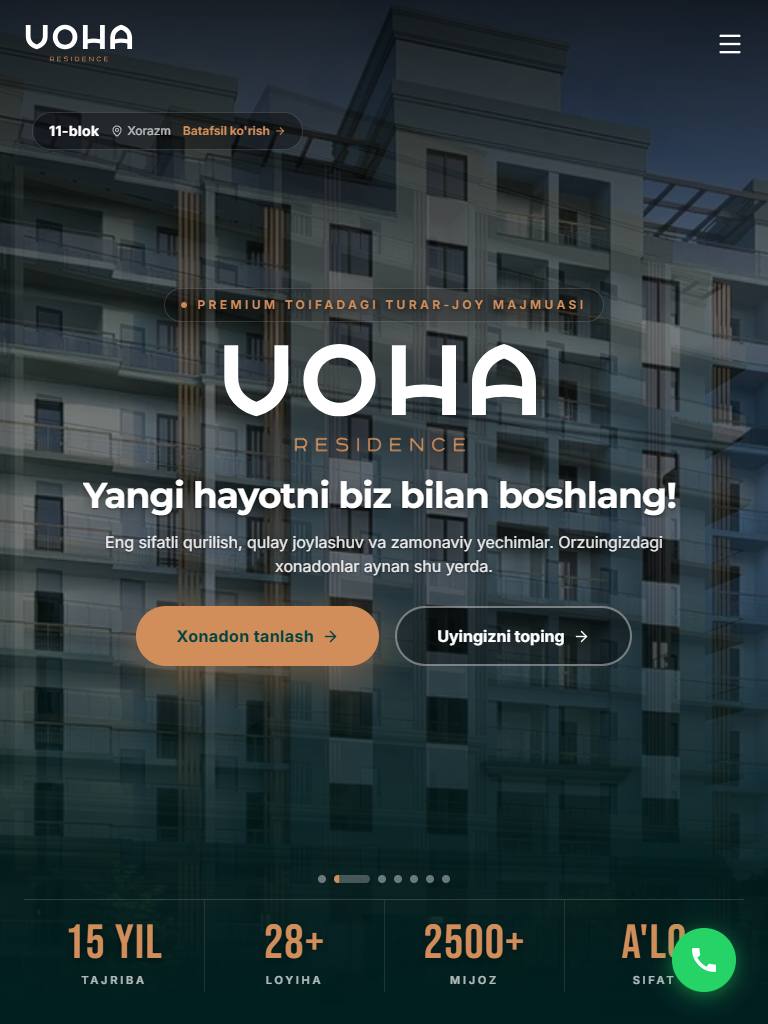 VOHA
RESIDENCE
11-blok Xorazm Batafsil ko'rish →
PREMIUM TOIFADAGI TURAR-JOY MAJMUASI
VOHA
RESIDENCE
Yangi hayotni biz bilan boshlang!
Eng sifatli qurilish, qulay joylashuv va zamonaviy yechimlar. Orzuingizdagi
xonadonlar aynan shu yerda.
Xonadon tanlash →
Uyingizni toping →
15 YIL
TAJRIBA
28+
LOYIHA
2500+
MIJOZ
SIFAT